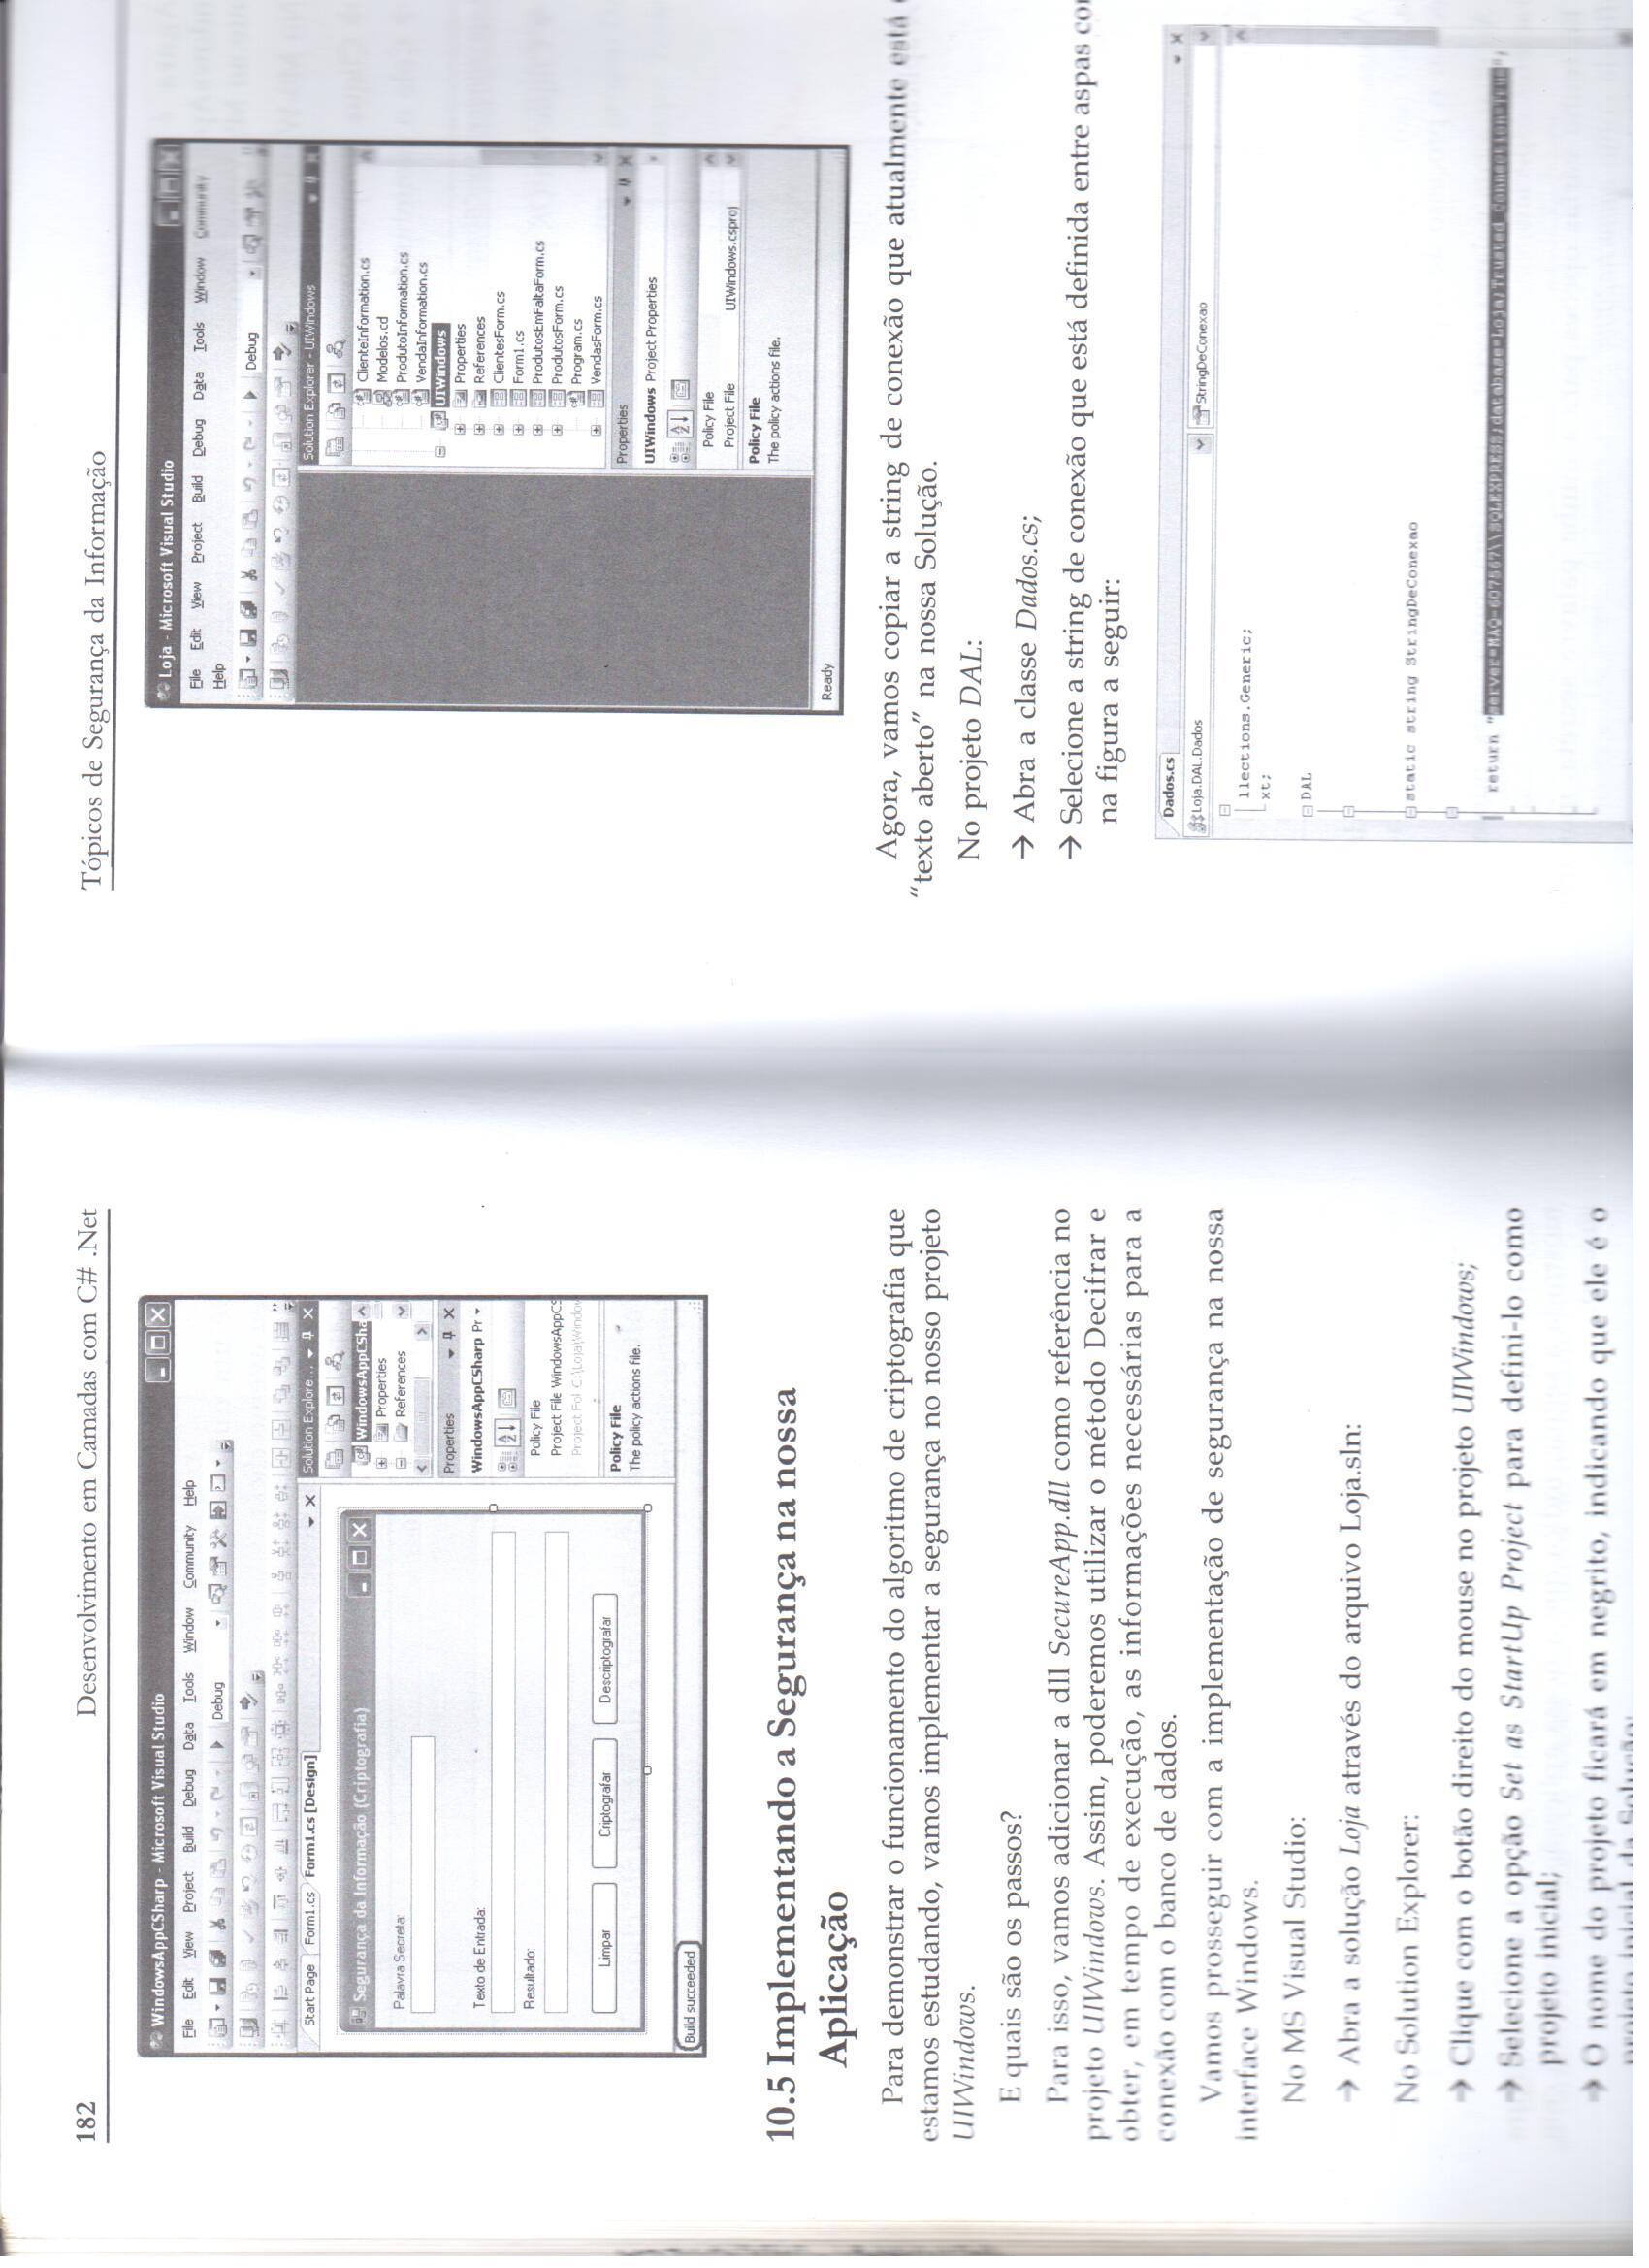 182
Desenvolvimento em Camadas com C# .Net
WindowsAppCSharp - Microsoft Visual Studio
File Edit View Project Build Debug Data Tools Window Community Help
Debug
Start Page Form1.cs Form1.cs [Design]
Solution Explore...
Segurança da Informação (Criptografia)
WindowsAppCSha
Properties
References
Palavra Secreta:
Properties
WindowsAppCSharp Pr
Texto de Entrada:
Resultado:
Policy File
Project File WindowsAppCS
Project Fol C:\Loja\Window
Limpar Criptografar Descriptografar
Policy File
The policy actions file.
Build succeeded
10.5 Implementando a Segurança na nossa
Aplicação
Para demonstrar o funcionamento do algoritmo de criptografia que
estamos estudando, vamos implementar a segurança no nosso projeto
UIWindows.
E quais são os passos?
Para isso, vamos adicionar a dll SecureApp.dll como referência no
projeto UIWindows. Assim, poderemos utilizar o método Decifrar e
obter, em tempo de execução, as informações necessárias para a
conexão com o banco de dados.
Vamos prosseguir com a implementação de segurança na nossa
interface Windows.
No MS Visual Studio:
→ Abra a solução Loja através do arquivo Loja.sln:
No Solution Explorer:
→ Clique com o botão direito do mouse no projeto UIWindows;
→ Selecione a opção Set as StartUp Project para defini-lo como
projeto inicial;
→ O nome do projeto ficará em negrito, indicando que ele é o
projeto inicial da Solução:
Tópicos de Segurança da Informação
Loja - Microsoft Visual Studio
File Edit View Project Build Debug Data Tools Window Community
Help
Debug
Solution Explorer - UIWindows
ClienteInformation.cs
Modelos.cd
ProdutoInformation.cs
VendaInformation.cs
UIWindows
Properties
References
ClientesForm.cs
Form1.cs
ProdutosEmFaltaForm.cs
ProdutosForm.cs
Program.cs
VendasForm.cs
Properties
UIWindows Project Properties
Policy File
Project File UIWindows.csproj
Policy File
The policy actions file.
Ready
Agora, vamos copiar a string de conexão que atualmente está
"texto aberto" na nossa Solução.
No projeto DAL:
→ Abra a classe Dados.cs;
→ Selecione a string de conexão que está definida entre aspas
na figura a seguir:
Dados.cs
Loja.DAL.Dados StringDeConexao
llections.Generic;
xt;
DAL
static string StringDeConexao
return "server=MAQ-607567\\SQLEXPRESS;database=Loja;Trusted_Connection=True";